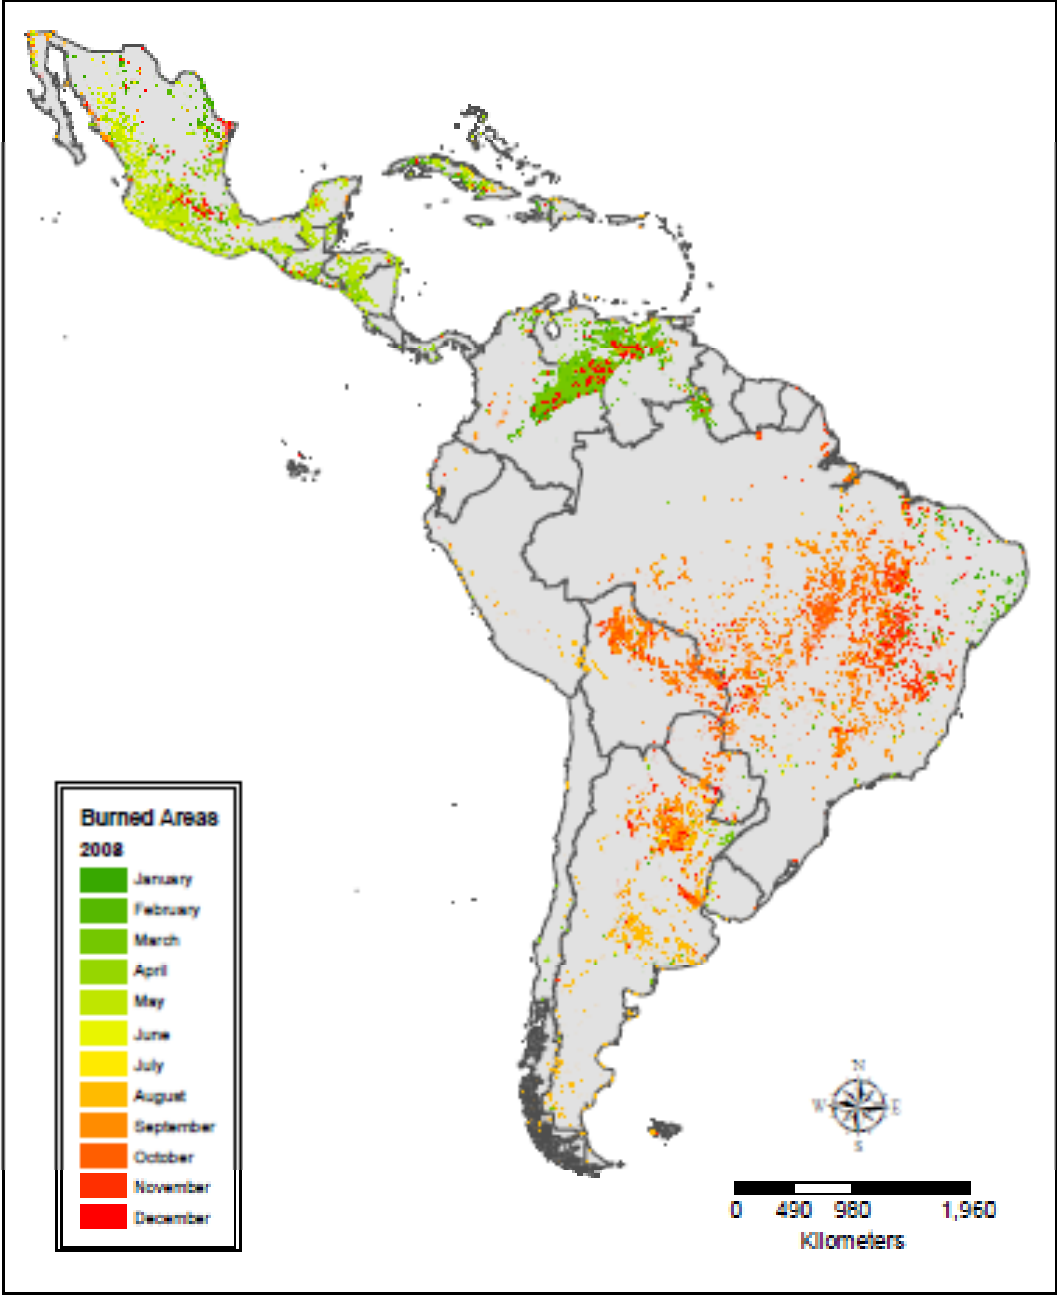 Burned Areas
2008
January
February
March
April
May
June
July
August
September
October
November
December
N
W E
S
0 490 980 1,960
Kilometers